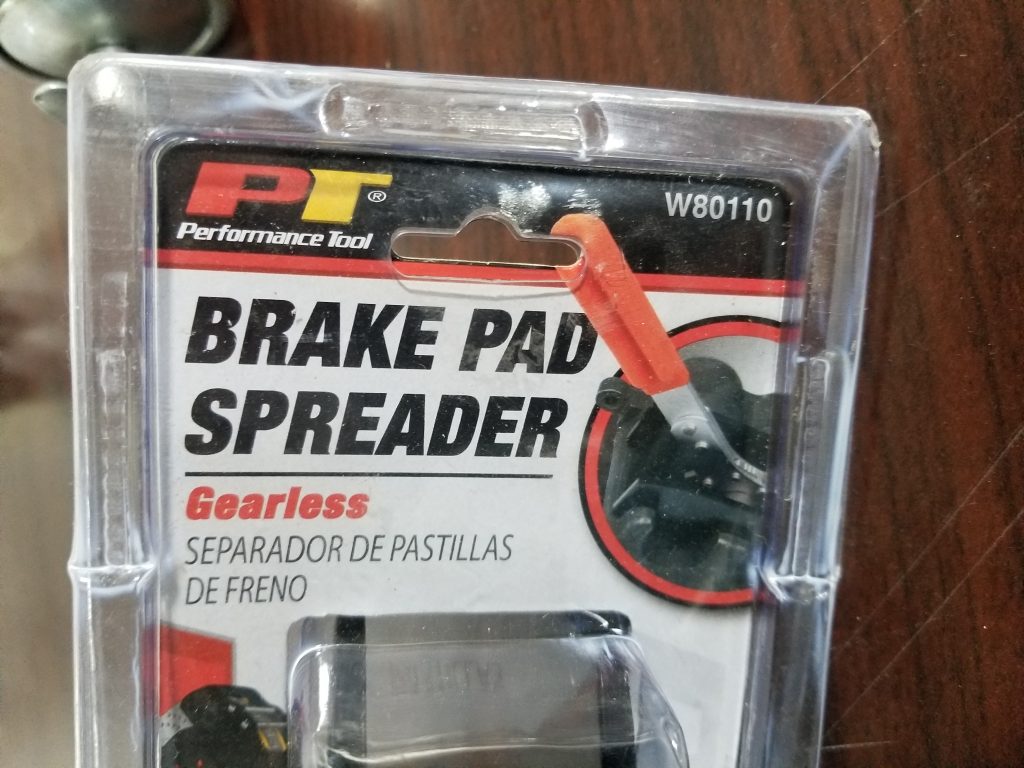 PT®
Performance Tool
W80110
BRAKE PAD
SPREADER
Gearless
SEPARADOR DE PASTILLAS
DE FRENO